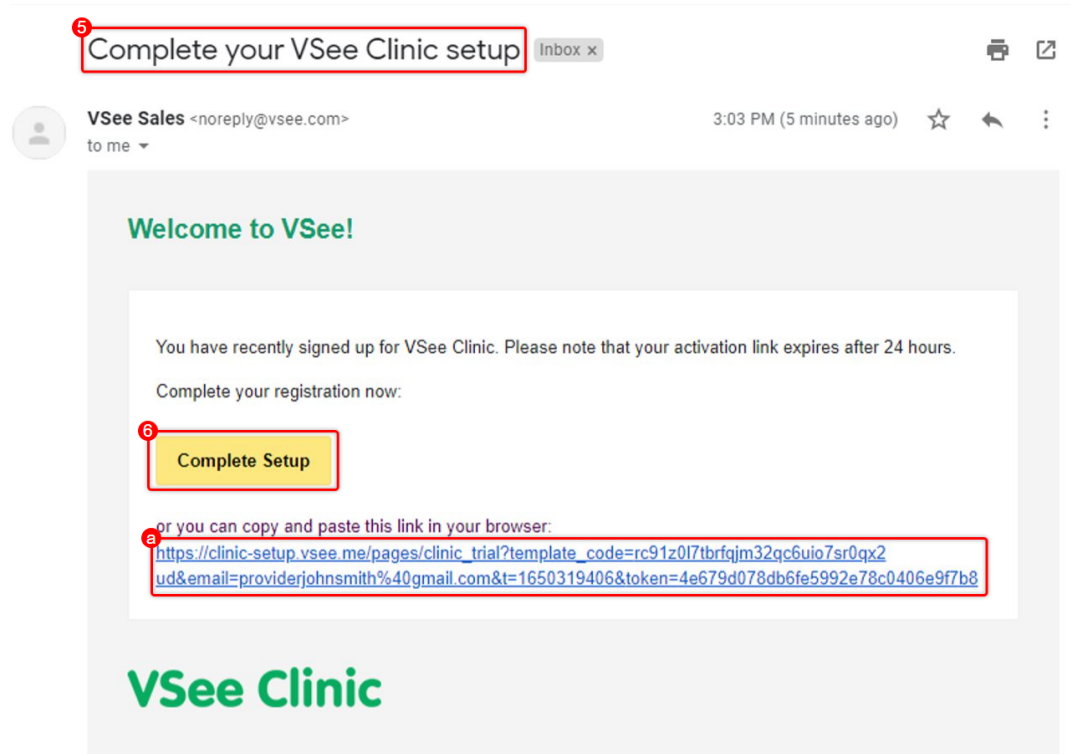 5
Complete your VSee Clinic setup Inbox ×
VSee Sales <noreply@vsee.com> 3:03 PM (5 minutes ago)
to me
Welcome to VSee!
You have recently signed up for VSee Clinic. Please note that your activation link expires after 24 hours.
Complete your registration now:
6
Complete Setup
or you can copy and paste this link in your browser:
a
https://clinic-setup.vsee.me/pages/clinic_trial?template_code=rc91z0l7tbrfqjm32qc6uio7sr0qx2
ud&email=providerjohnsmith%40gmail.com&t=1650319406&token=4e679d078db6fe5992e78c0406e9f7b8
VSee Clinic